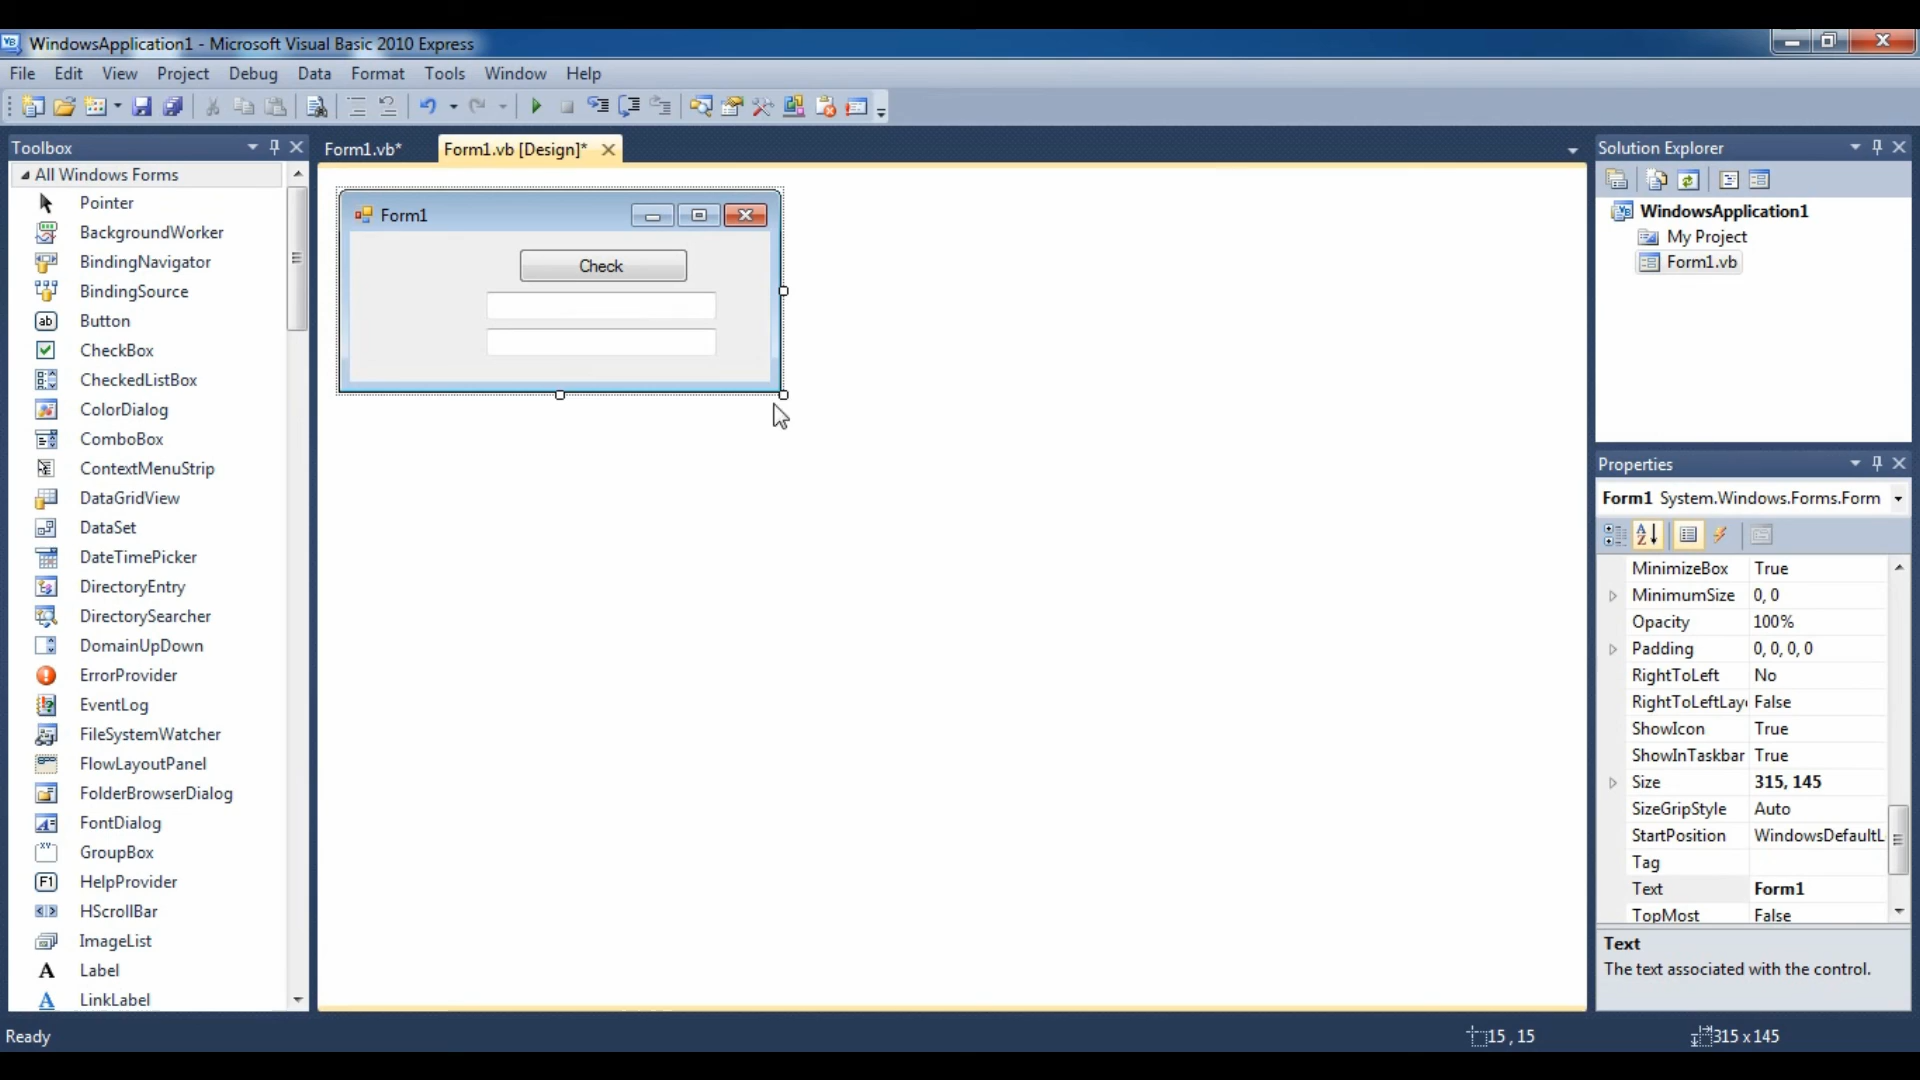 WindowsApplication1 - Microsoft Visual Basic 2010 Express
File Edit View Project Debug Data Format Tools Window Help
Toolbox
All Windows Forms
Pointer
BackgroundWorker
BindingNavigator
BindingSource
Button
CheckBox
CheckedListBox
ColorDialog
ComboBox
ContextMenuStrip
DataGridView
DataSet
DateTimePicker
DirectoryEntry
DirectorySearcher
DomainUpDown
ErrorProvider
EventLog
FileSystemWatcher
FlowLayoutPanel
FolderBrowserDialog
FontDialog
GroupBox
HelpProvider
HScrollBar
ImageList
Label
LinkLabel
Form1.vb* Form1.vb [Design]*
Form1
Check
Solution Explorer
WindowsApplication1
My Project
Form1.vb
Properties
Form1 System.Windows.Forms.Form
MinimizeBox True
MinimumSize 0, 0
Opacity 100%
Padding 0, 0, 0, 0
RightToLeft No
RightToLeftLay False
ShowIcon True
ShowInTaskbar True
Size 315, 145
SizeGripStyle Auto
StartPosition WindowsDefaultL
Tag
Text Form1
TopMost False
Text
The text associated with the control.
Ready 15 , 15 315 x 145